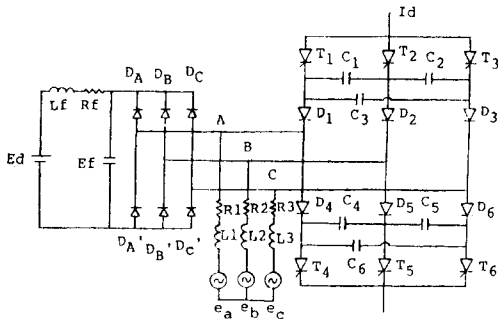 Id
T1 T2 T3
C1 C2
C3
D1 D2 D3
DA DB DC
Lf Rf
Ed
Ef
A
B
C
R1 R2 R3
L1 L2 L3
DA' DB' DC'
ea eb ec
D4 C4 D5 C5 D6
C6
T4 T5 T6